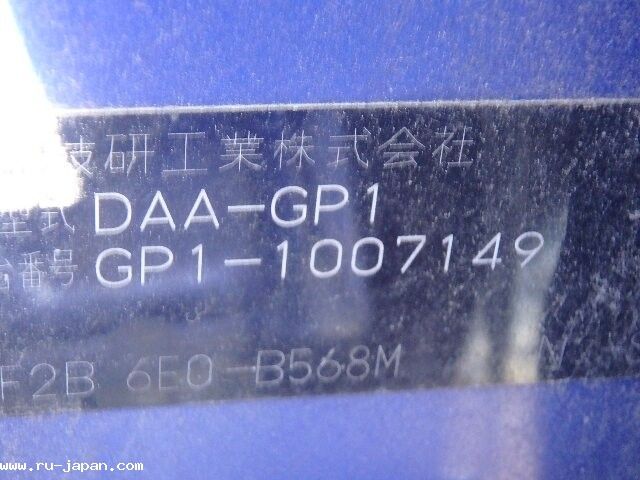 技研工業株式会社
型式 DAA-GP1
台番号 GP1-1007149
F2B 6E0-B568M N
www.ru-japan.com